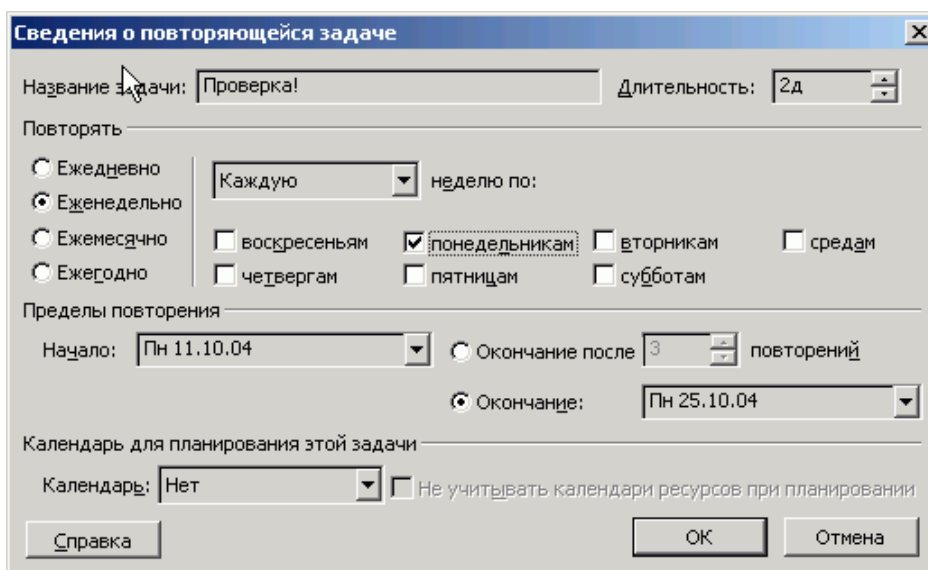 Сведения о повторяющейся задаче
Название задачи: Проверка! Длительность: 2д
Повторять
Ежедневно
Каждую неделю по:
Еженедельно
Ежемесячно воскресеньям понедельникам вторникам средам
Ежегодно четвергам пятницам субботам
Пределы повторения
Начало: Пн 11.10.04 Окончание после 3 повторений
Окончание: Пн 25.10.04
Календарь для планирования этой задачи
Календарь: Нет Не учитывать календари ресурсов при планировании
Справка ОК Отмена